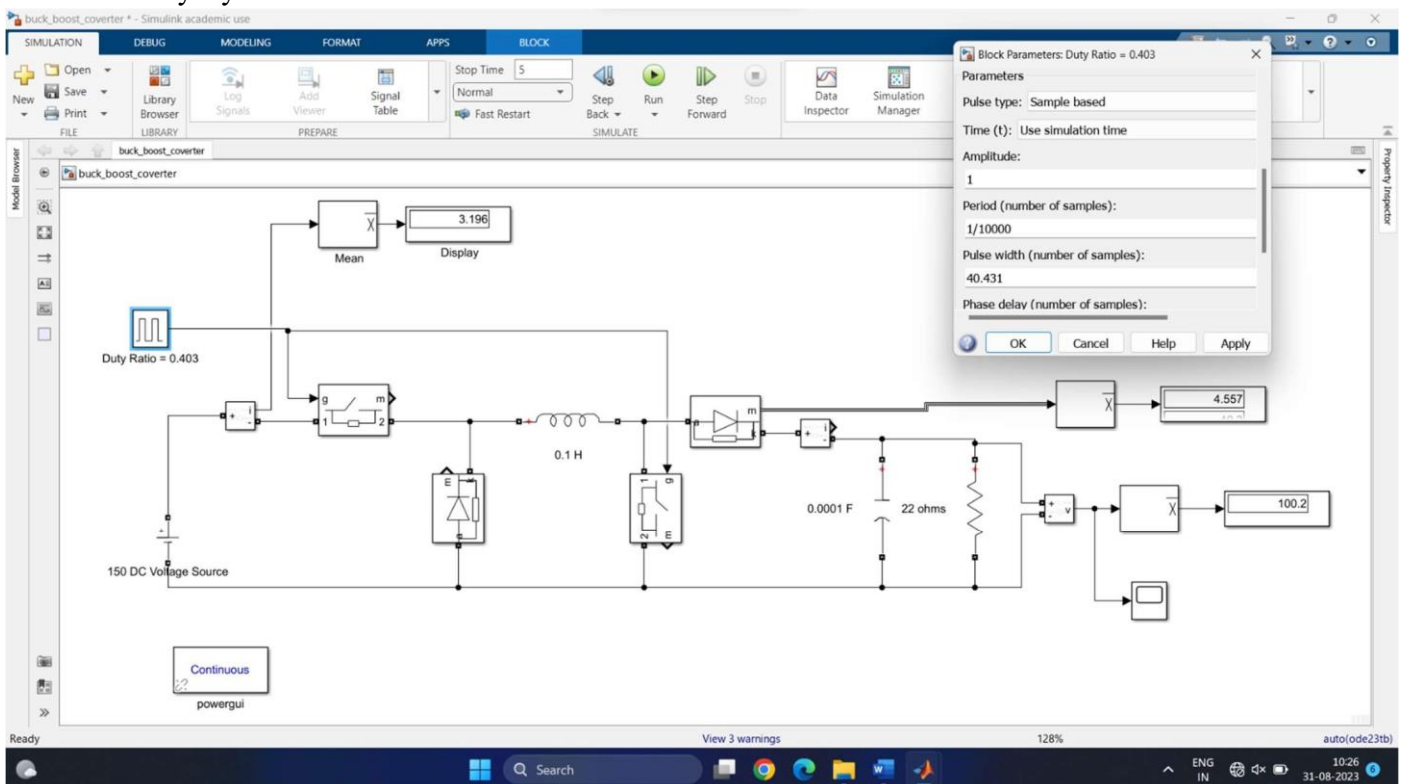 buck_boost_coverter * - Simulink academic use
SIMULATION DEBUG MODELING FORMAT APPS BLOCK
New
Open
Save
Print
FILE
Library
Browser
LIBRARY
Log
Signals
Add
Viewer
Signal
Table
PREPARE
Stop Time 5
Normal
Fast Restart
Step
Back
Run
Step
Forward
Stop
SIMULATE
Data
Inspector
Simulation
Manager
Block Parameters: Duty Ratio = 0.403
Parameters
Pulse type: Sample based
Time (t): Use simulation time
Amplitude:
1
Period (number of samples):
1/10000
Pulse width (number of samples):
40.431
Phase delay (number of samples):
OK Cancel Help Apply
Model Browser
Property Inspector
buck_boost_coverter
buck_boost_coverter
Mean
3.196
Display
Duty Ratio = 0.403
i
+
-
g
m
1
2
0.1 H
m
k
a
1
g
2
m
a
m
k
+
i
-
4.557
0.0001 F
22 ohms
+
-
v
100.2
150 DC Voltage Source
Continuous
powergui
Ready
View 3 warnings
128%
auto(ode23tb)
Search
ENG
IN
10:26
31-08-2023
6